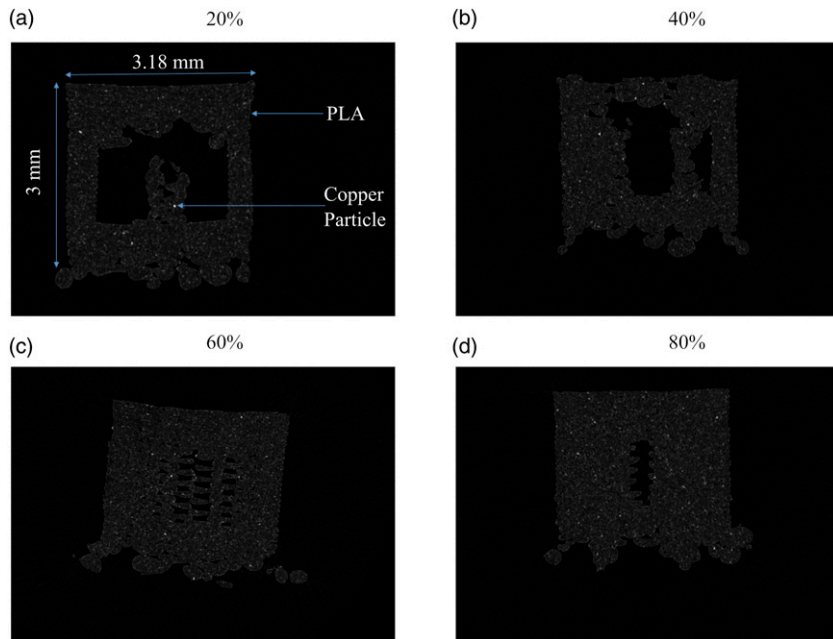 (a)
20%
(b)
40%
3.18 mm
PLA
3 mm
Copper
Particle
(c)
60%
(d)
80%